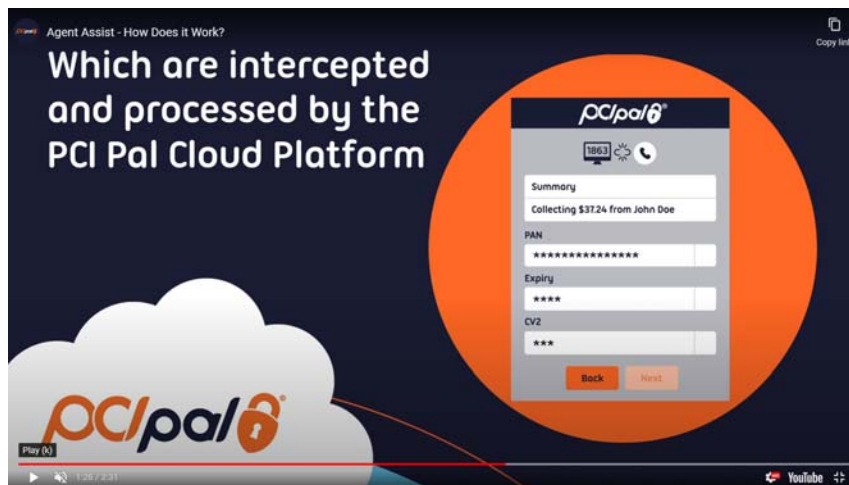 Agent Assist - How Does it Work?
Copy link
Which are intercepted
and processed by the
PCI Pal Cloud Platform
PCIpal®
1863
Summary
Collecting $37.24 from John Doe
PAN
***************
Expiry
****
CV2
***
Back
Next
PCIpal®
Play (k)
1:26 / 2:31
YouTube